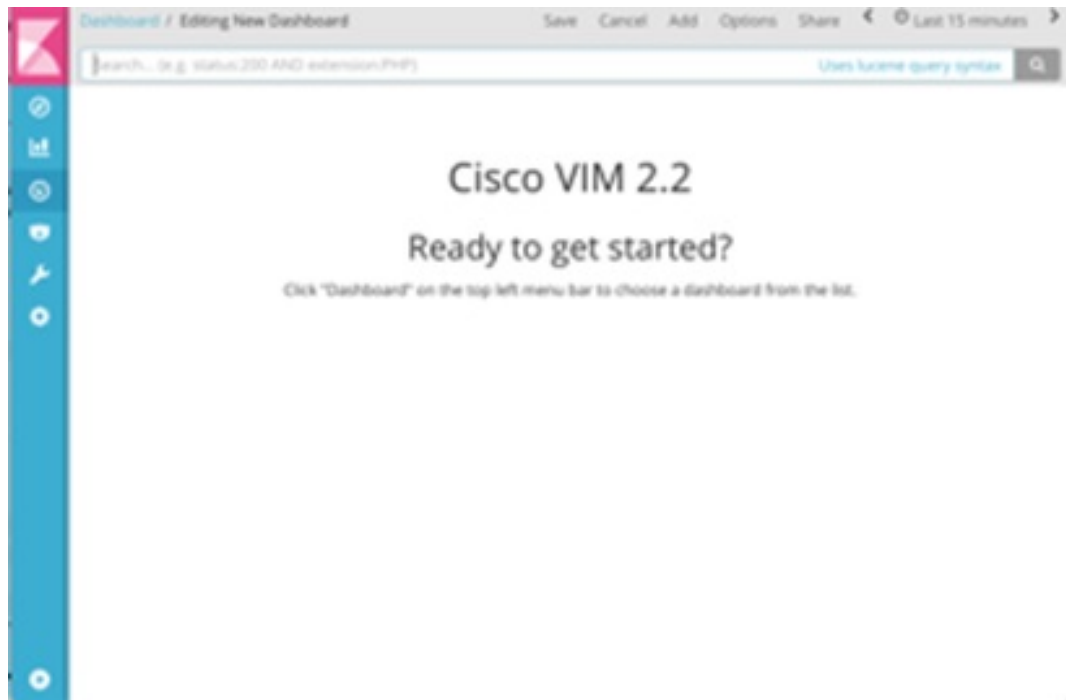 Dashboard / Editing New Dashboard Save Cancel Add Options Share Last 15 minutes
Search... (e.g. status:200 AND extension:PHP) Uses lucene query syntax
Cisco VIM 2.2
Ready to get started?
Click "Dashboard" on the top left menu bar to choose a dashboard from the list.